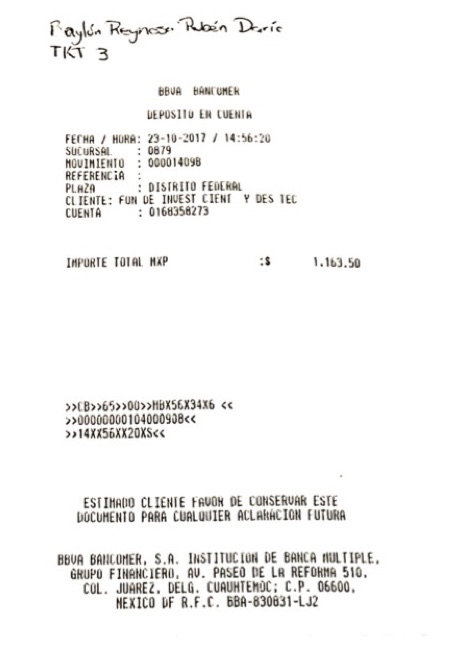 Reynoso Rubén Darío
TKT 3
BBVA BANCOMER
DEPOSITO EN CUENTA
FECHA / HORA: 23-10-2017 / 14:56:20
SUCURSAL : 0879
MOVIMIENTO : 000014098
REFERENCIA :
PLAZA : DISTRITO FEDERAL
CLIENTE: FUN DE INVEST CIENT Y DES TEC
CUENTA : 0168358273
IMPORTE TOTAL MXP :$ 1,163.50
>>CB>>65>>00>>MBX56X34X6 <<
>>00000000104000908<<
>>14XX56XX20XS<<
ESTIMADO CLIENTE FAVOR DE CONSERVAR ESTE
DOCUMENTO PARA CUALQUIER ACLARACION FUTURA
BBVA BANCOMER, S.A. INSTITUCION DE BANCA MULTIPLE,
GRUPO FINANCIERO, AV. PASEO DE LA REFORMA 510,
COL. JUAREZ, DELG. CUAUHTEMOC; C.P. 06600,
MEXICO DF R.F.C. BBA-830831-LJ2